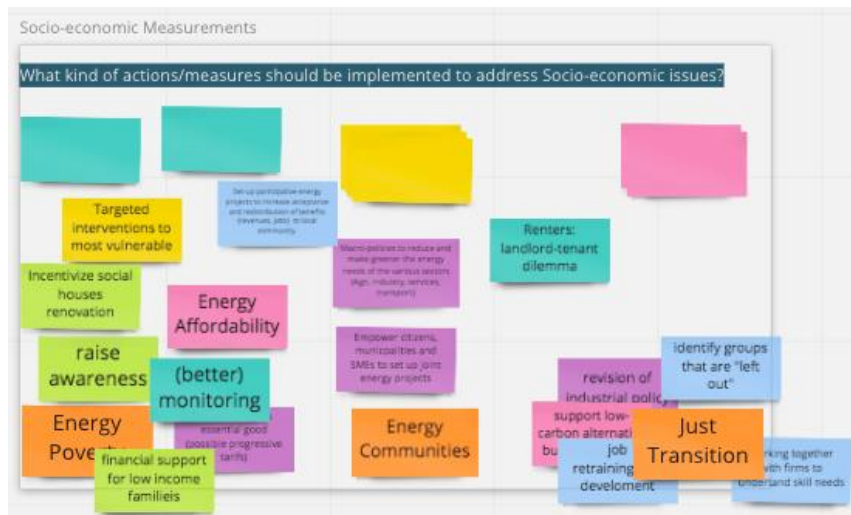 Socio-economic Measurements
What kind of actions/measures should be implemented to address Socio-economic issues?
Targeted
interventions to
most vulnerable
Set up participative energy
projects to increase acceptance
and redistribution of benefits
(revenues, jobs) to local
community.
Macro-policies to reduce and
make greener the energy
needs of the various sectors
(Agri, industry, services,
transport)
Renters:
landlord-tenant
dilemma
Incentivize social
houses
renovation
Energy
Affordability
raise
awareness
(better)
monitoring
Empower citizens,
municipalities and
SMEs to set up joint
energy projects
identify groups
that are "left
out"
revision of
industrial policy
support low-
carbon
job
retraining
develoment
Just
Transition
Energy
essential good
(possible progressive
tarifs)
financial support
for low income
familieis
Energy
Communities
together
with firms to
understand skill needs